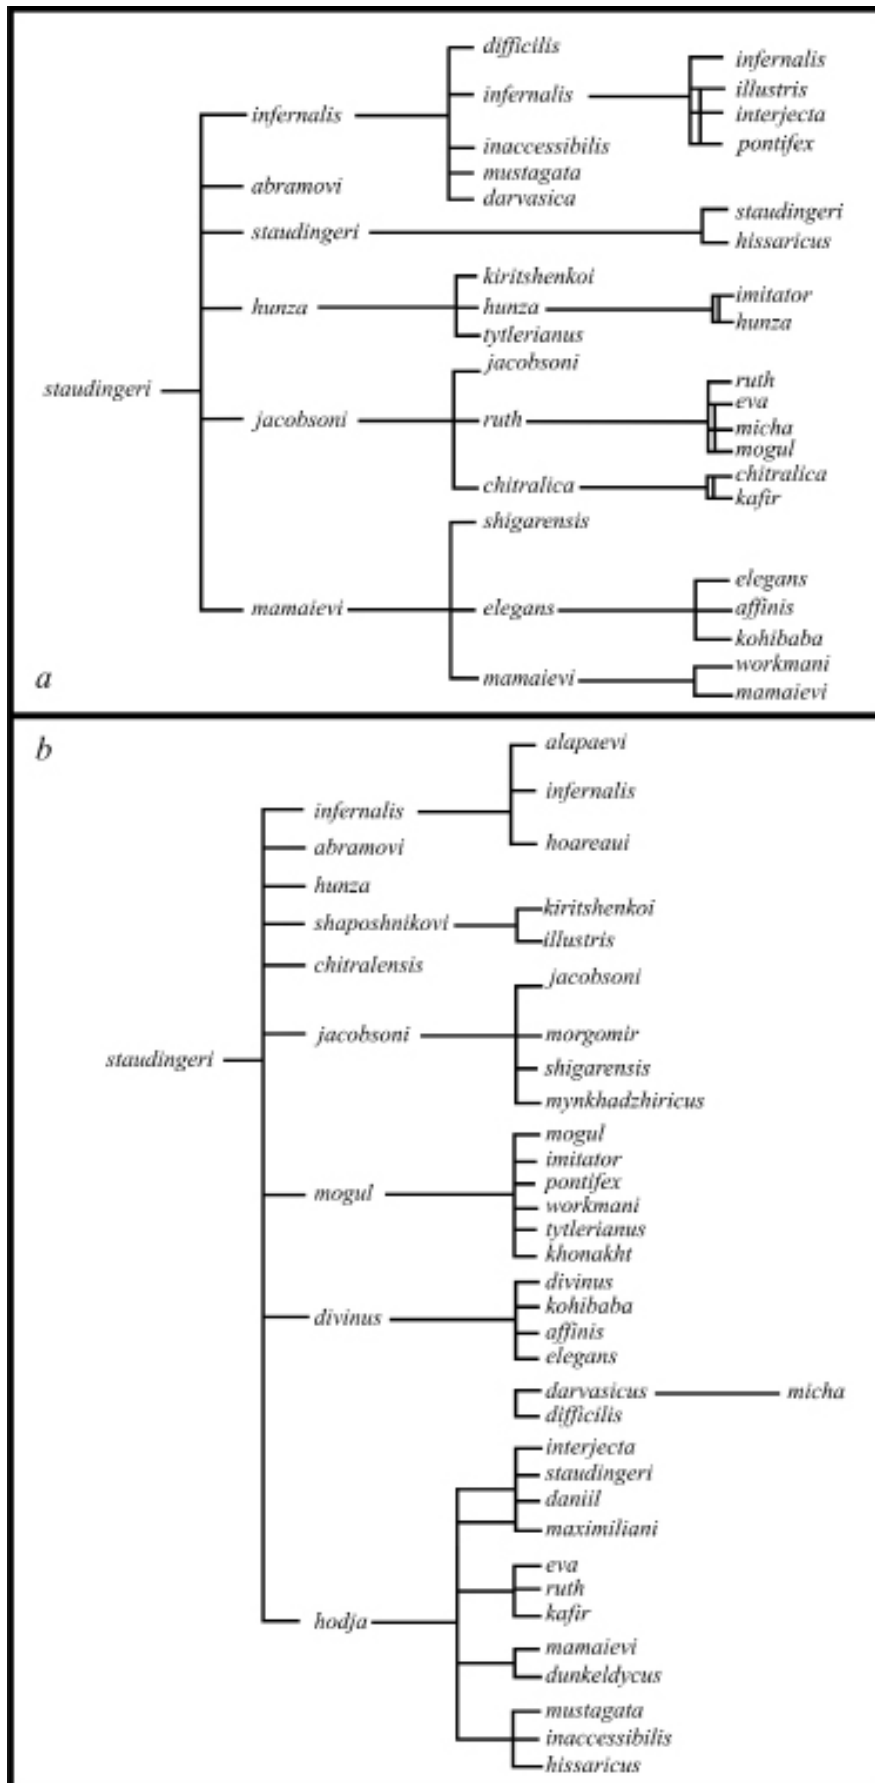 difficilis
infernalis
infernalis
illustris
infernalis
interjecta
infernalis
pontifex
inaccessibilis
mustagata
abramovi
darvasica
staudingeri
staudingeri
hissaricus
kiritshenkoi
imitator
hunza
hunza
hunza
tytlerianus
jacobsoni
ruth
staudingeri
eva
jacobsoni
ruth
micha
mogul
chitralica
chitralica
kafir
shigarensis
elegans
mamaievi
elegans
affinis
kohibaba
workmani
a
mamaievi
mamaievi
b
alapaevi
infernalis
infernalis
hoareaui
abramovi
hunza
kiritshenkoi
shaposhnikovi
illustris
chitralensis
jacobsoni
jacobsoni
morgomir
staudingeri
shigarensis
mynkhadzhiricus
mogul
imitator
mogul
pontifex
workmani
tytlerianus
khonakht
divinus
divinus
kohibaba
affinis
elegans
darvasicus micha
difficilis
interjecta
staudingeri
daniil
maximiliani
eva
ruth
hodja
kafir
mamaievi
dunkeldycus
mustagata
inaccessibilis
hissaricus